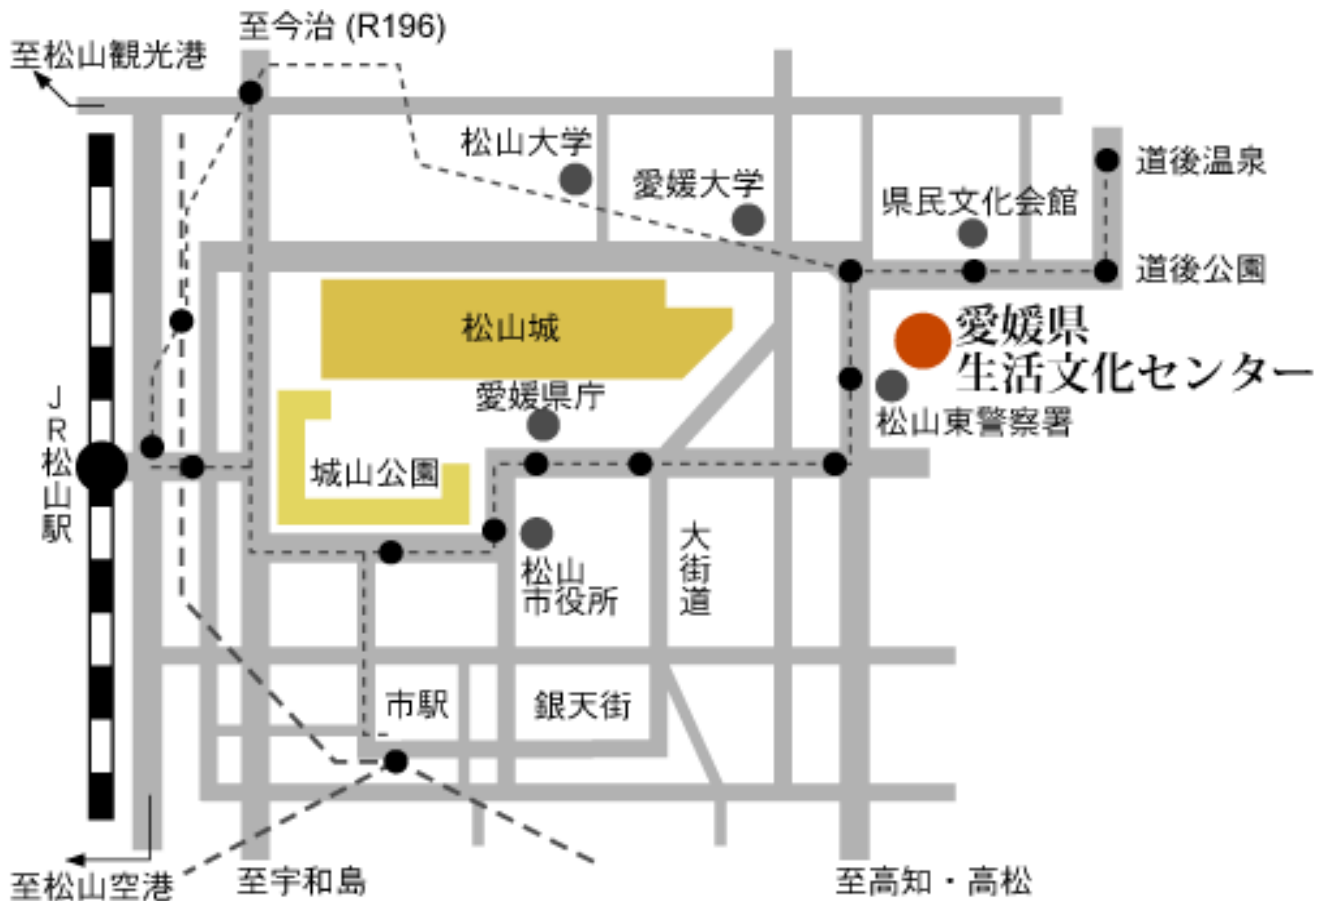 至今治 (R196)
至松山観光港
松山大学
愛媛大学
道後温泉
県民文化会館
道後公園
愛媛県
生活文化センター
松山城
愛媛県庁
松山東警察署
JR松山駅
城山公園
大街道
松山
市役所
市駅
銀天街
至松山空港
至宇和島
至高知・高松